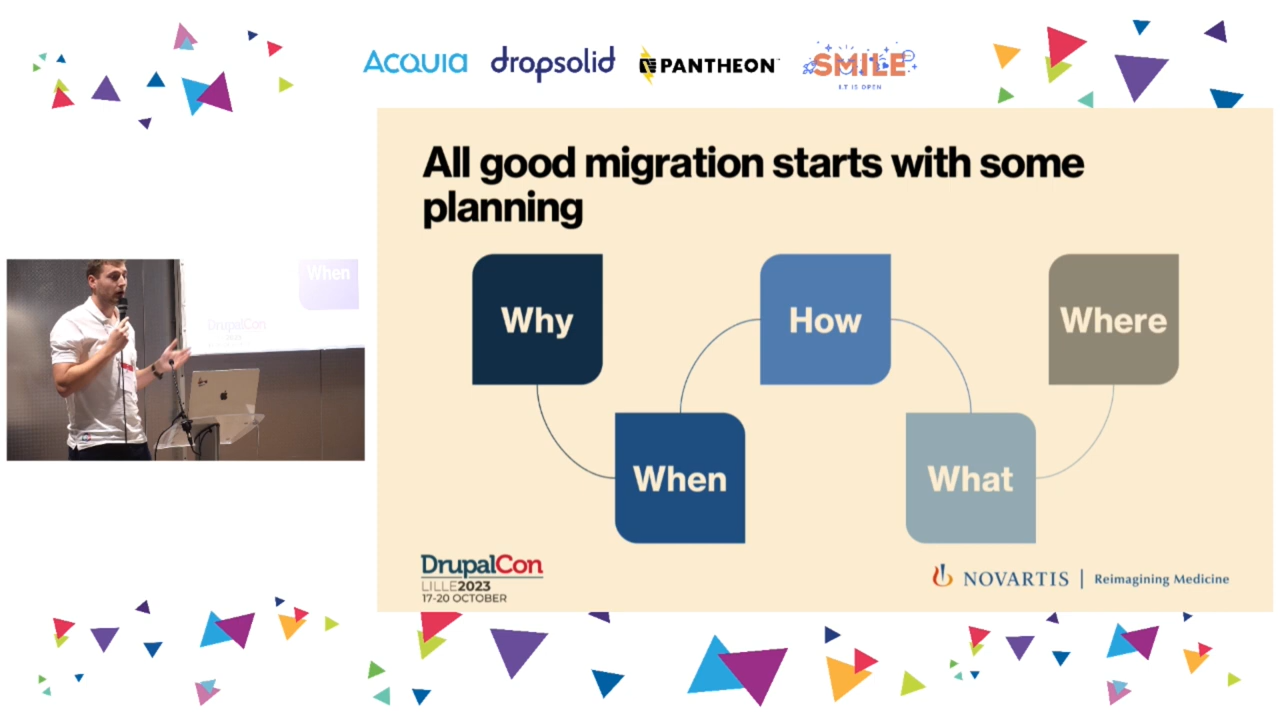 ACQUIA
dropsolid
PANTHEON
SMILE
I.T IS OPEN
All good migration starts with some
planning
Why
How
Where
When
What
DrupalCon
LILLE2023
17-20 OCTOBER
NOVARTIS | Reimagining Medicine
When
DrupalCon